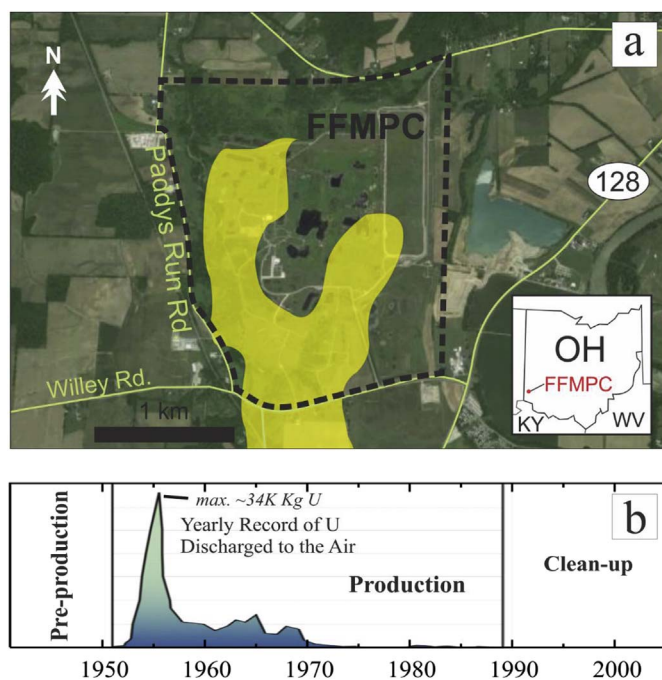 a
N
FFMPC
128
Paddys Run Rd
OH
FFMPC
Willey Rd.
1 km
KY
WV
b
max. ~34K Kg U
Yearly Record of U
Discharged to the Air
Pre-production
Production
Clean-up
1950 1960 1970 1980 1990 2000